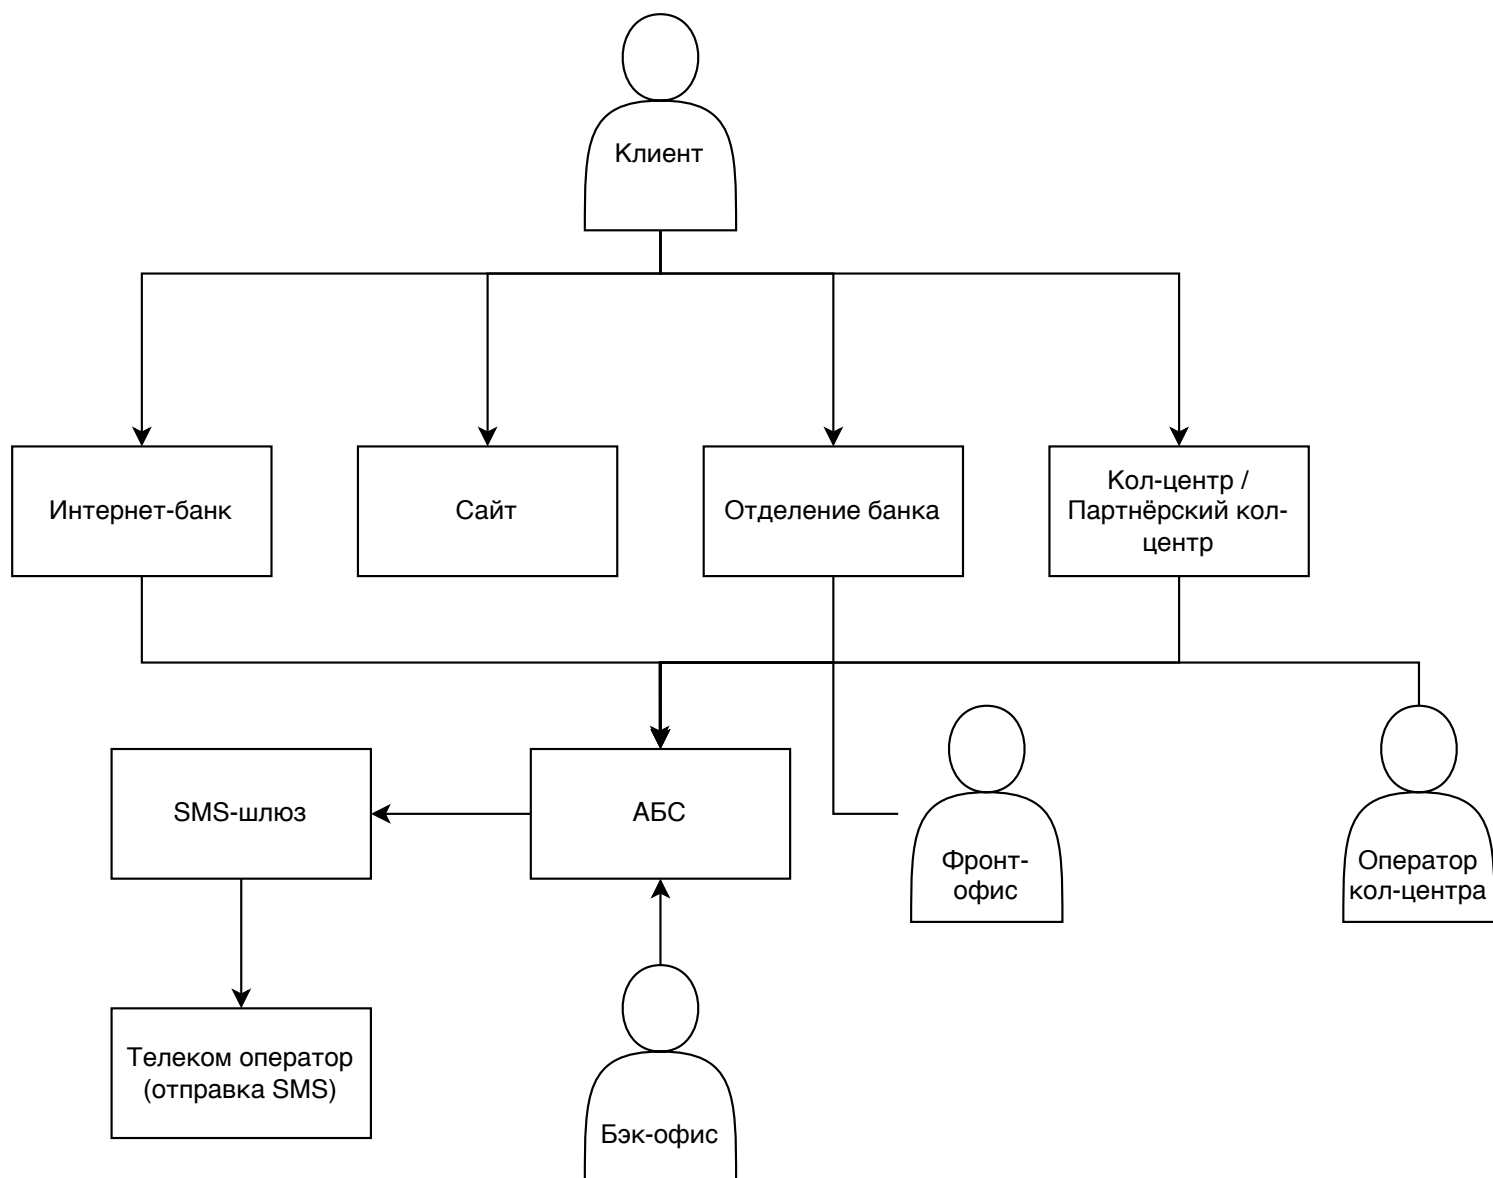 Клиент
Интернет-банк
Сайт
Отделение банка
Кол-центр /
Партнёрский кол-
центр
SMS-шлюз
АБС
Фронт-
офис
Оператор
кол-центра
Телеком оператор
(отправка SMS)
Бэк-офис